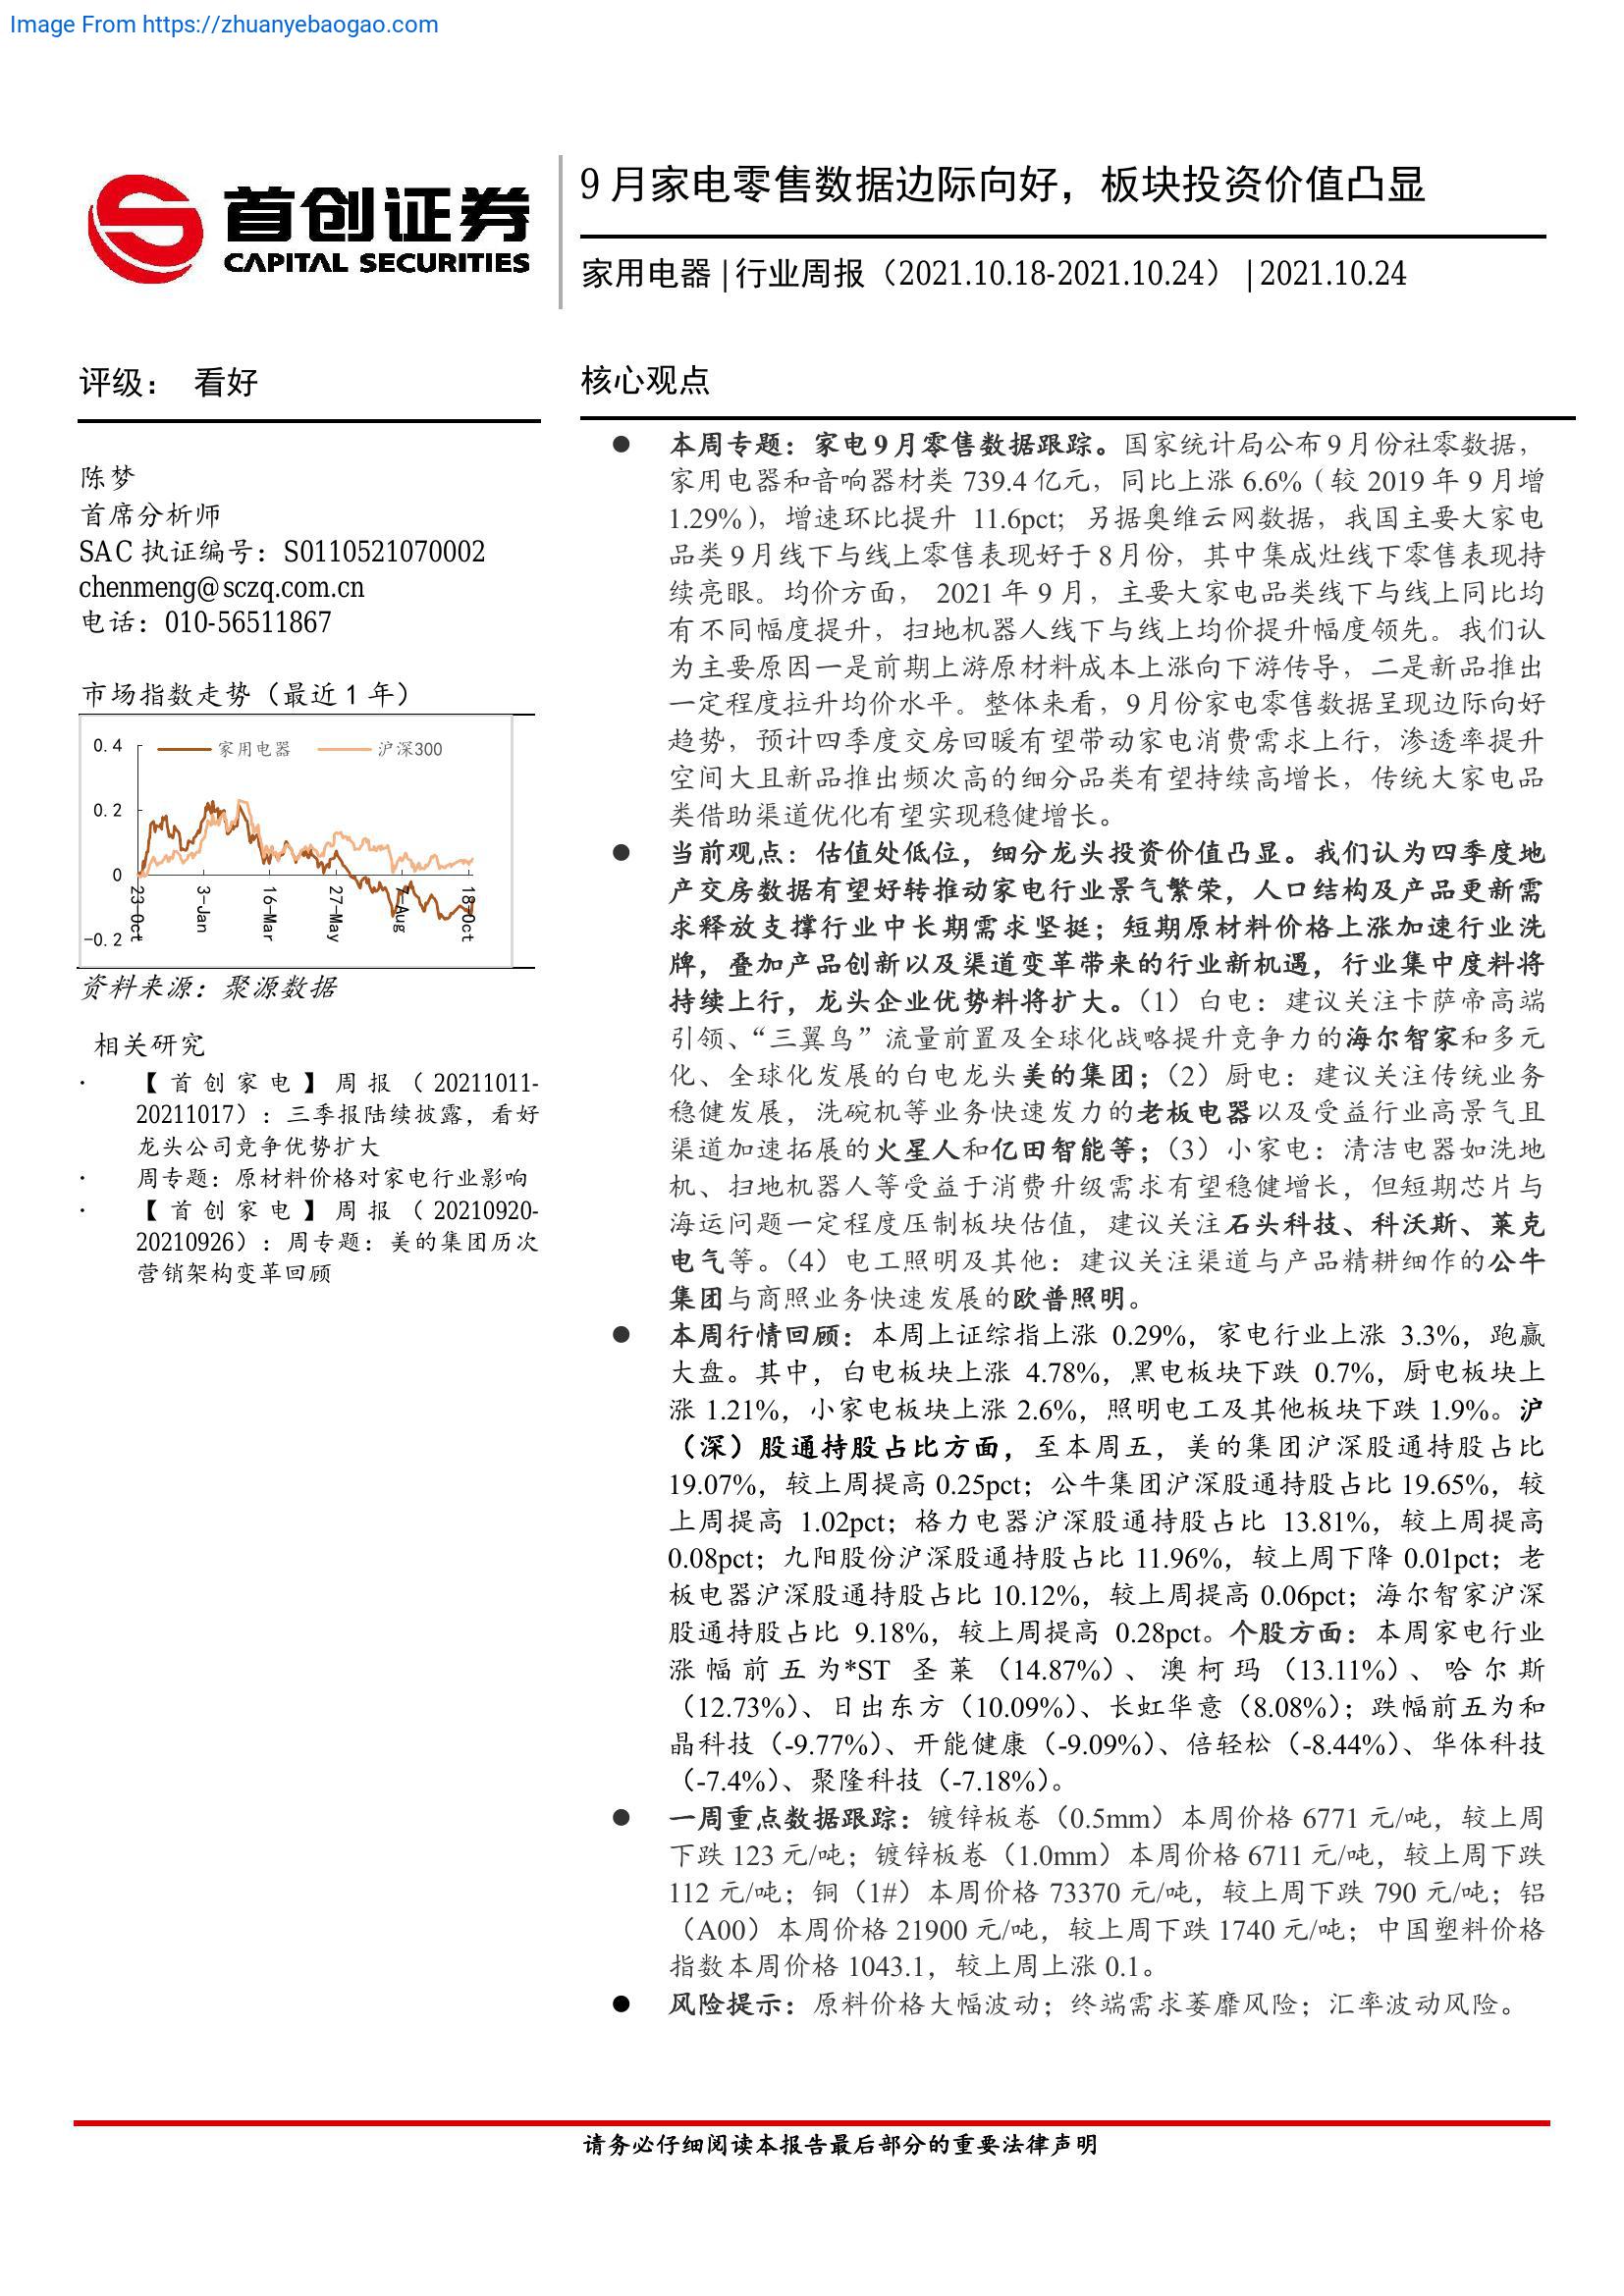 Image From https://zhuanyebaogao.com
首创证券
CAPITAL SECURITIES
9 月家电零售数据边际向好，板块投资价值凸显
家用电器 | 行业周报（2021.10.18-2021.10.24） | 2021.10.24
评级： 看好
陈梦
首席分析师
SAC 执证编号：S0110521070002
chenmeng@sczq.com.cn
电话：010-56511867
市场指数走势（最近 1 年）
家用电器 沪深300
0.4
0.2
0
-0.2
23-Oct
3-Jan
16-Mar
27-May
7-Aug
18-Oct
资料来源：聚源数据
相关研究
· 【首创家电】周报（20211011-
20211017）：三季报陆续披露，看好
龙头公司竞争优势扩大
· 周专题：原材料价格对家电行业影响
· 【首创家电】周报（20210920-
20210926）：周专题：美的集团历次
营销架构变革回顾
核心观点
● 本周专题：家电 9 月零售数据跟踪。国家统计局公布 9 月份社零数据，
家用电器和音响器材类 739.4 亿元，同比上涨 6.6%（较 2019 年 9 月增
1.29%），增速环比提升 11.6pct; 另据奥维云网数据，我国主要大家电
品类 9 月线下与线上零售表现好于 8 月份，其中集成灶线下零售表现持
续亮眼。均价方面， 2021 年 9 月，主要大家电品类线下与线上同比均
有不同幅度提升，扫地机器人线下与线上均价提升幅度领先。我们认
为主要原因一是前期上游原材料成本上涨向下游传导，二是新品推出
一定程度拉升均价水平。整体来看，9 月份家电零售数据呈现边际向好
趋势，预计四季度交房回暖有望带动家电消费需求上行，渗透率提升
空间大且新品推出频次高的细分品类有望持续高增长，传统大家电品
类借助渠道优化有望实现稳健增长。
● 当前观点：估值处低位，细分龙头投资价值凸显。我们认为四季度地
产交房数据有望好转推动家电行业景气繁荣，人口结构及产品更新需
求释放支撑行业中长期需求坚挺；短期原材料价格上涨加速行业洗
牌，叠加产品创新以及渠道变革带来的行业新机遇，行业集中度料将
持续上行，龙头企业优势料将扩大。（1）白电：建议关注卡萨帝高端
引领、“三翼鸟”流量前置及全球化战略提升竞争力的海尔智家和多元
化、全球化发展的白电龙头美的集团；（2）厨电：建议关注传统业务
稳健发展，洗碗机等业务快速发力的老板电器以及受益行业高景气且
渠道加速拓展的火星人和亿田智能等；（3）小家电：清洁电器如洗地
机、扫地机器人等受益于消费升级需求有望稳健增长，但短期芯片与
海运问题一定程度压制板块估值，建议关注石头科技、科沃斯、莱克
电气等。（4）电工照明及其他：建议关注渠道与产品精耕细作的公牛
集团与商照业务快速发展的欧普照明。
● 本周行情回顾：本周上证综指上涨 0.29%，家电行业上涨 3.3%，跑赢
大盘。其中，白电板块上涨 4.78%，黑电板块下跌 0.7%，厨电板块上
涨 1.21%，小家电板块上涨 2.6%，照明电工及其他板块下跌 1.9%。沪
（深）股通持股占比方面，至本周五，美的集团沪深股通持股占比
19.07%，较上周提高 0.25pct；公牛集团沪深股通持股占比 19.65%，较
上周提高 1.02pct；格力电器沪深股通持股占比 13.81%，较上周提高
0.08pct；九阳股份沪深股通持股占比 11.96%，较上周下降 0.01pct；老
板电器沪深股通持股占比 10.12%，较上周提高 0.06pct；海尔智家沪深
股通持股占比 9.18%，较上周提高 0.28pct。个股方面：本周家电行业
涨幅前五为*ST 圣莱（14.87%）、澳柯玛（13.11%）、哈尔斯
（12.73%）、日出东方（10.09%）、长虹华意（8.08%）；跌幅前五为和
晶科技（-9.77%）、开能健康（-9.09%）、倍轻松（-8.44%）、华体科技
（-7.4%）、聚隆科技（-7.18%）。
● 一周重点数据跟踪：镀锌板卷（0.5mm）本周价格 6771 元/吨，较上周
下跌 123 元/吨；镀锌板卷（1.0mm）本周价格 6711 元/吨，较上周下跌
112 元/吨；铜（1#）本周价格 73370 元/吨，较上周下跌 790 元/吨；铝
（A00）本周价格 21900 元/吨，较上周下跌 1740 元/吨；中国塑料价格
指数本周价格 1043.1，较上周上涨 0.1。
● 风险提示：原料价格大幅波动；终端需求萎靡风险；汇率波动风险。
请务必仔细阅读本报告最后部分的重要法律声明